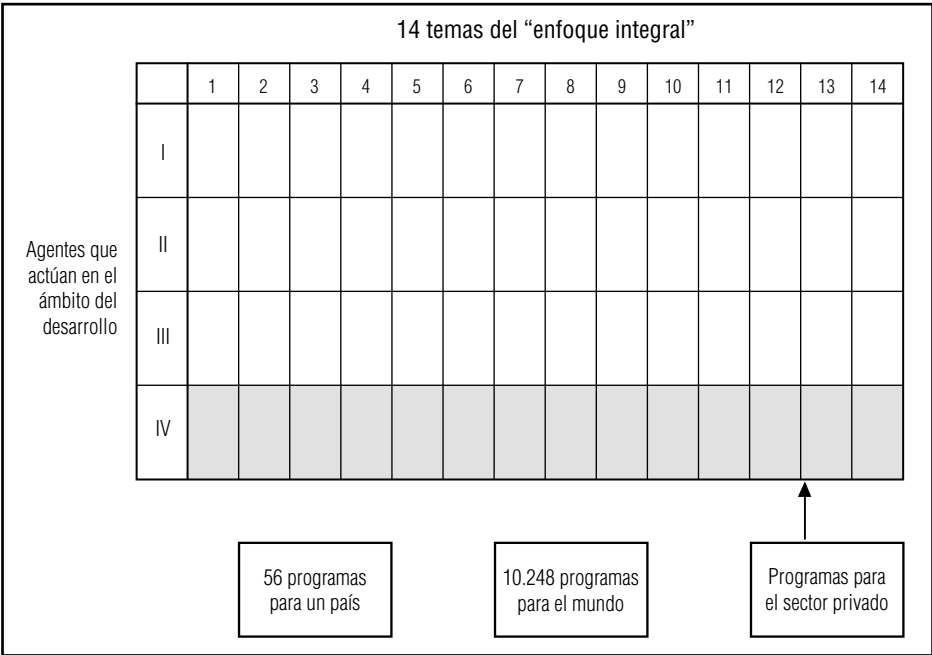 14 temas del “enfoque integral”
1 2 3 4 5 6 7 8 9 10 11 12 13 14
I
II
Agentes que
actúan en el
ámbito del
desarrollo
III
IV
56 programas
para un país
10.248 programas
para el mundo
Programas para
el sector privado